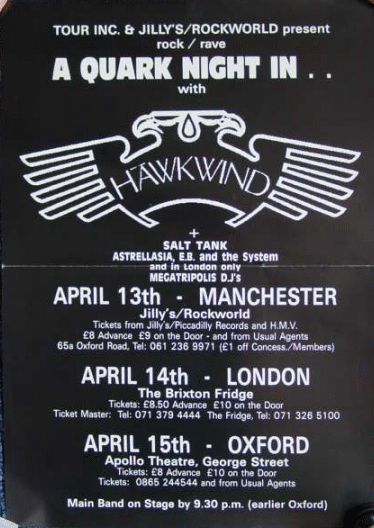 TOUR INC. & JILLY'S/ROCKWORLD present
rock / rave
A QUARK NIGHT IN . .
with
HÄWKWIND
+
SALT TANK
ASTRELLASIA, E.B. and the System
and in London only
MEGATRIPOLIS D.J's
APRIL 13th - MANCHESTER
Jilly's/Rockworld
Tickets from Jilly's/Piccadilly Records and H.M.V.
£8 Advance £9 on the Door - and from Usual Agents
65a Oxford Road, Tel: 061 236 9971 (£1 off Concess./Members)
APRIL 14th - LONDON
The Brixton Fridge
Tickets: £8.50 Advance £10 on the Door
Ticket Master: Tel: 071 379 4444 The Fridge, Tel: 071 326 5100
APRIL 15th - OXFORD
Apollo Theatre, George Street
Tickets: £8 Advance £10 on the Door
Tickets: 0865 244544 and from Usual Agents
Main Band on Stage by 9.30 p.m. (earlier Oxford)